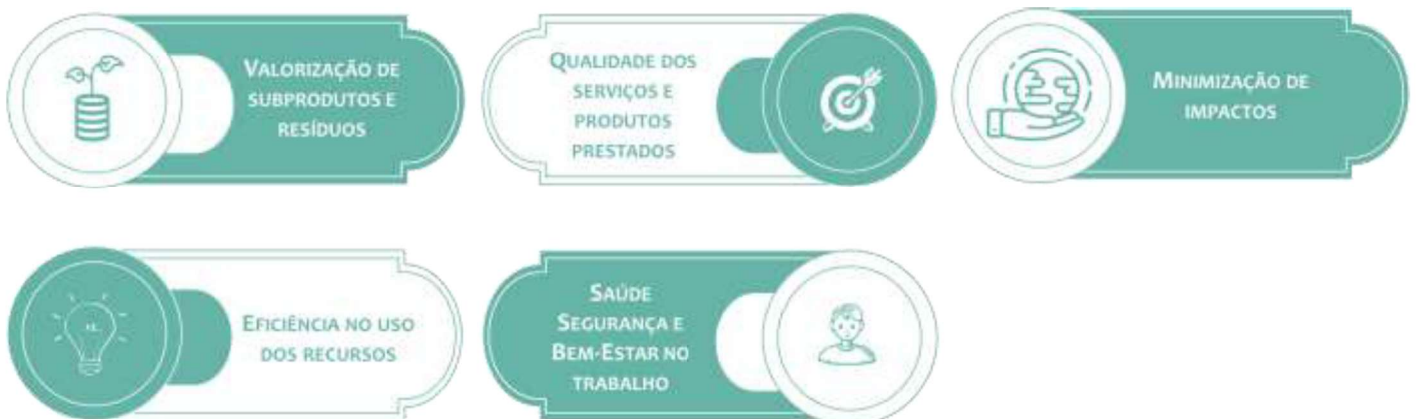 VALORIZAÇÃO DE
SUBPRODUTOS E
RESÍDUOS
QUALIDADE DOS
SERVIÇOS E
PRODUTOS
PRESTADOS
MINIMIZAÇÃO DE
IMPACTOS
EFICIÊNCIA NO USO
DOS RECURSOS
SAÚDE
SEGURANÇA E
BEM-ESTAR NO
TRABALHO